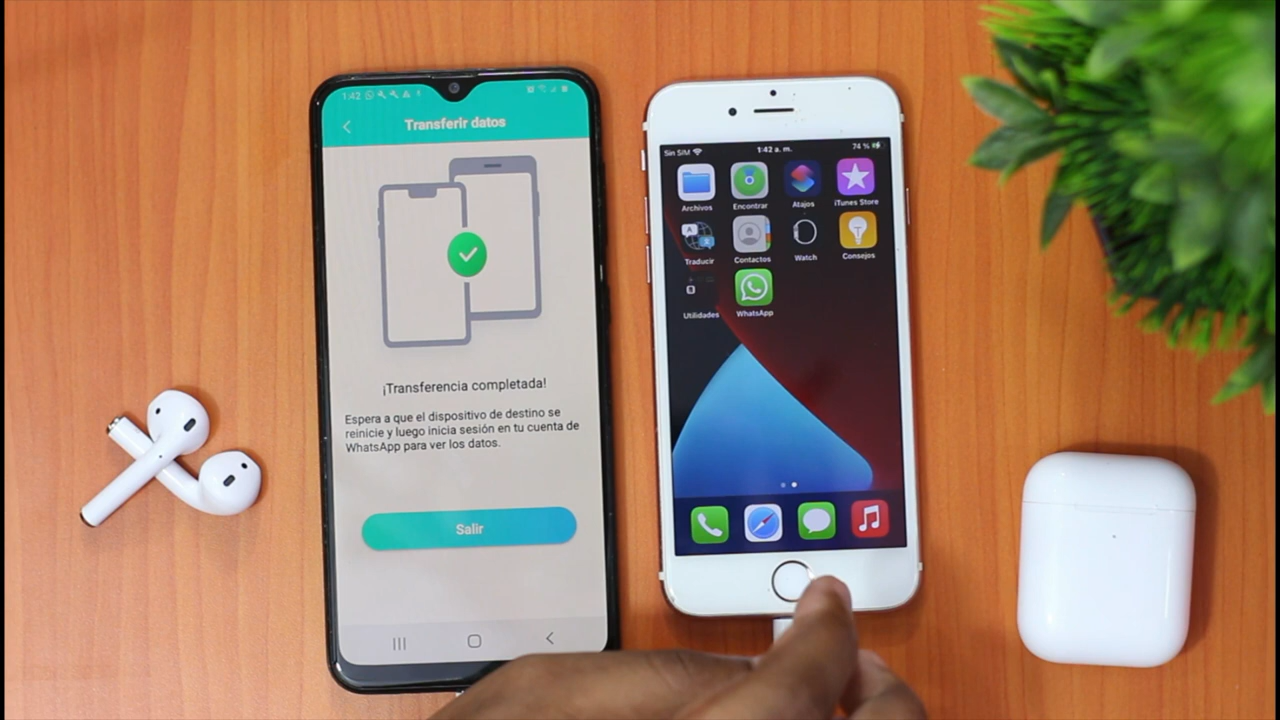 1:42
Transferir datos
¡Transferencia completada!
Espera a que el dispositivo de destino se
reinicie y luego inicia sesión en tu cuenta de
WhatsApp para ver los datos.
Salir
Sin SIM 1:42 a. m. 74 %
Archivos Encontrar Atajos iTunes Store
Traducir Contactos Watch Consejos
Utilidades WhatsApp